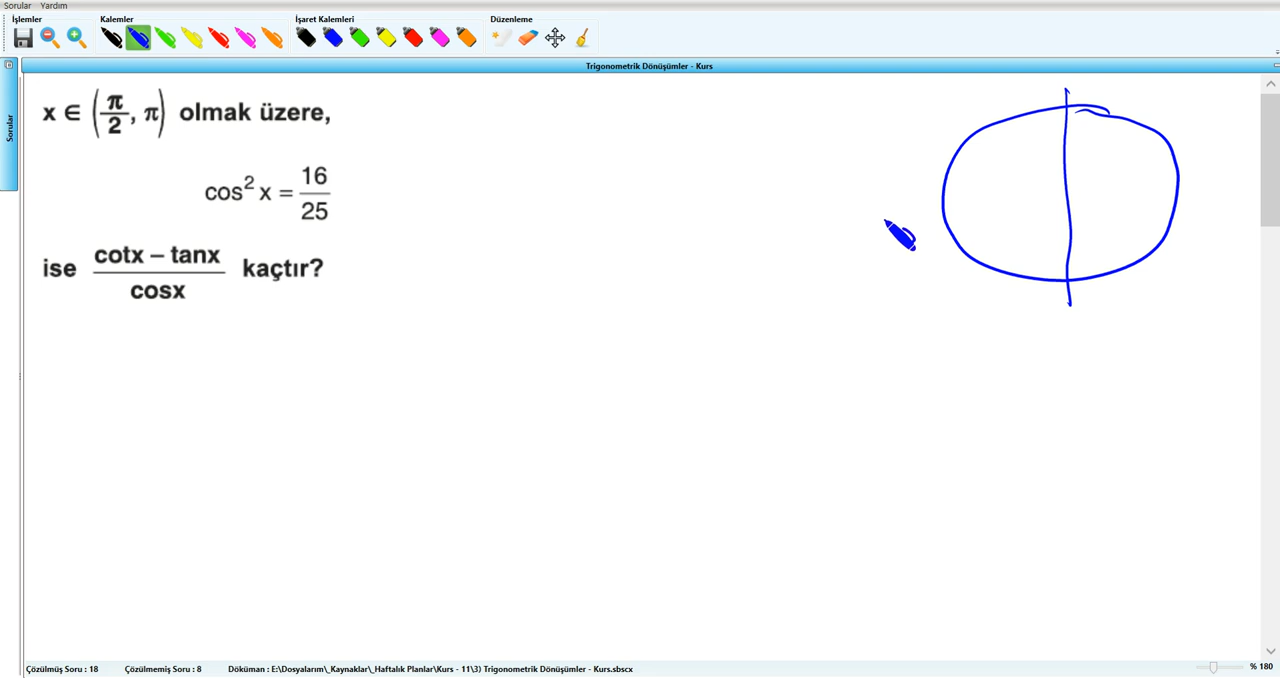 Sorular Yardım
İşlemler Kalemler İşaret Kalemleri Düzenleme
Trigonometrik Dönüşümler - Kurs
Sorular
x ∈ (π/2, π) olmak üzere,
cos² x = 16/25
ise (cotx – tanx)/cosx kaçtır?
Çözülmüş Soru : 18 Çözülmemiş Soru : 8 Döküman : E:\Dosyalarım\_Kaynaklar\_Haftalık Planlar\Kurs - 11\3) Trigonometrik Dönüşümler - Kurs.sbscx % 180